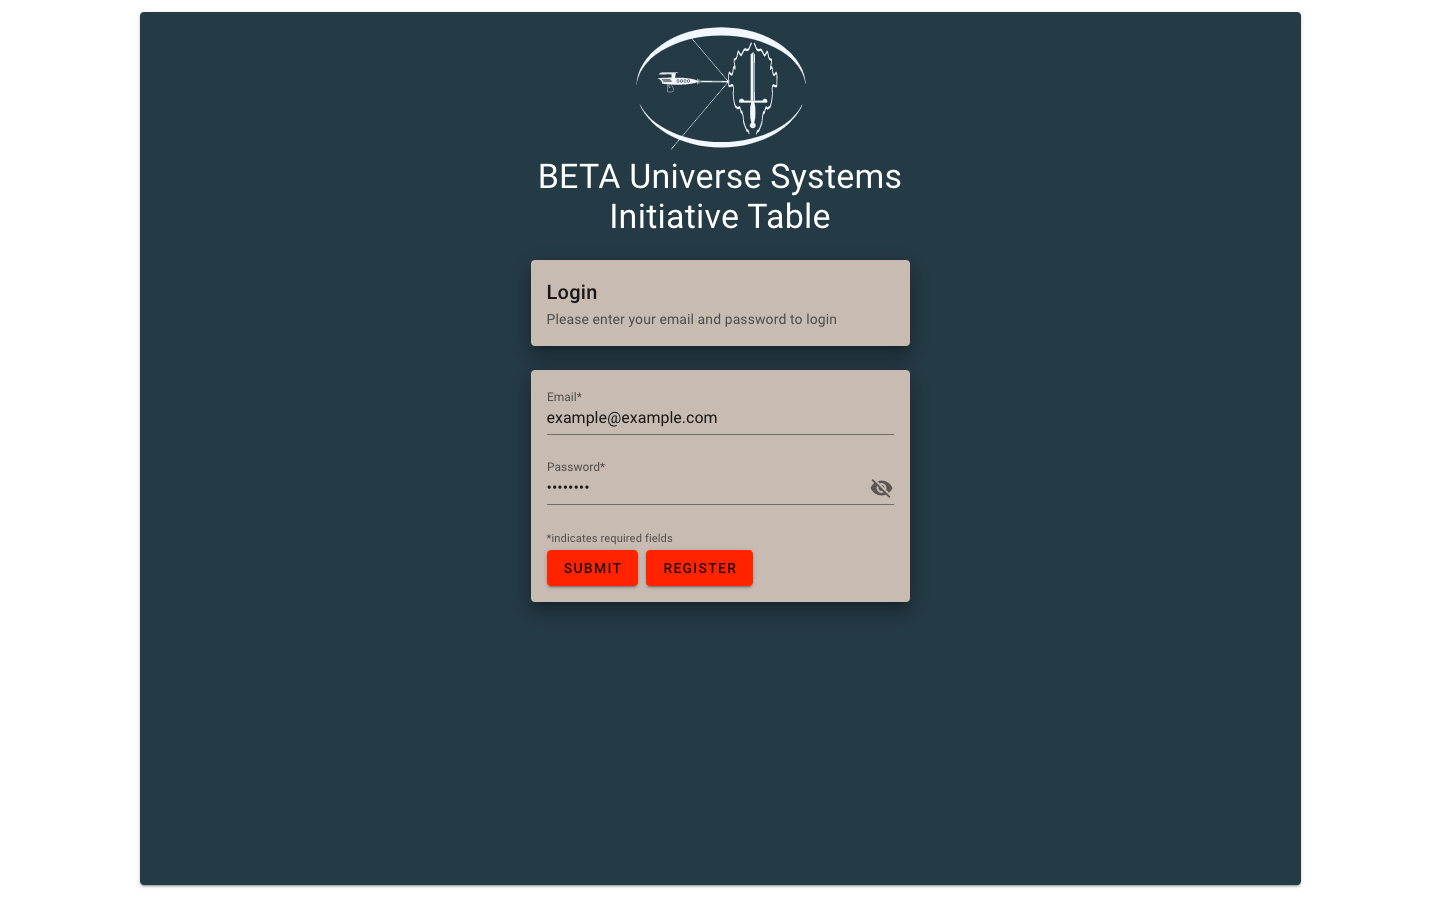 BETA Universe Systems
Initiative Table
Login
Please enter your email and password to login
Email*
example@example.com
Password*
••••••••
*indicates required fields
SUBMIT REGISTER